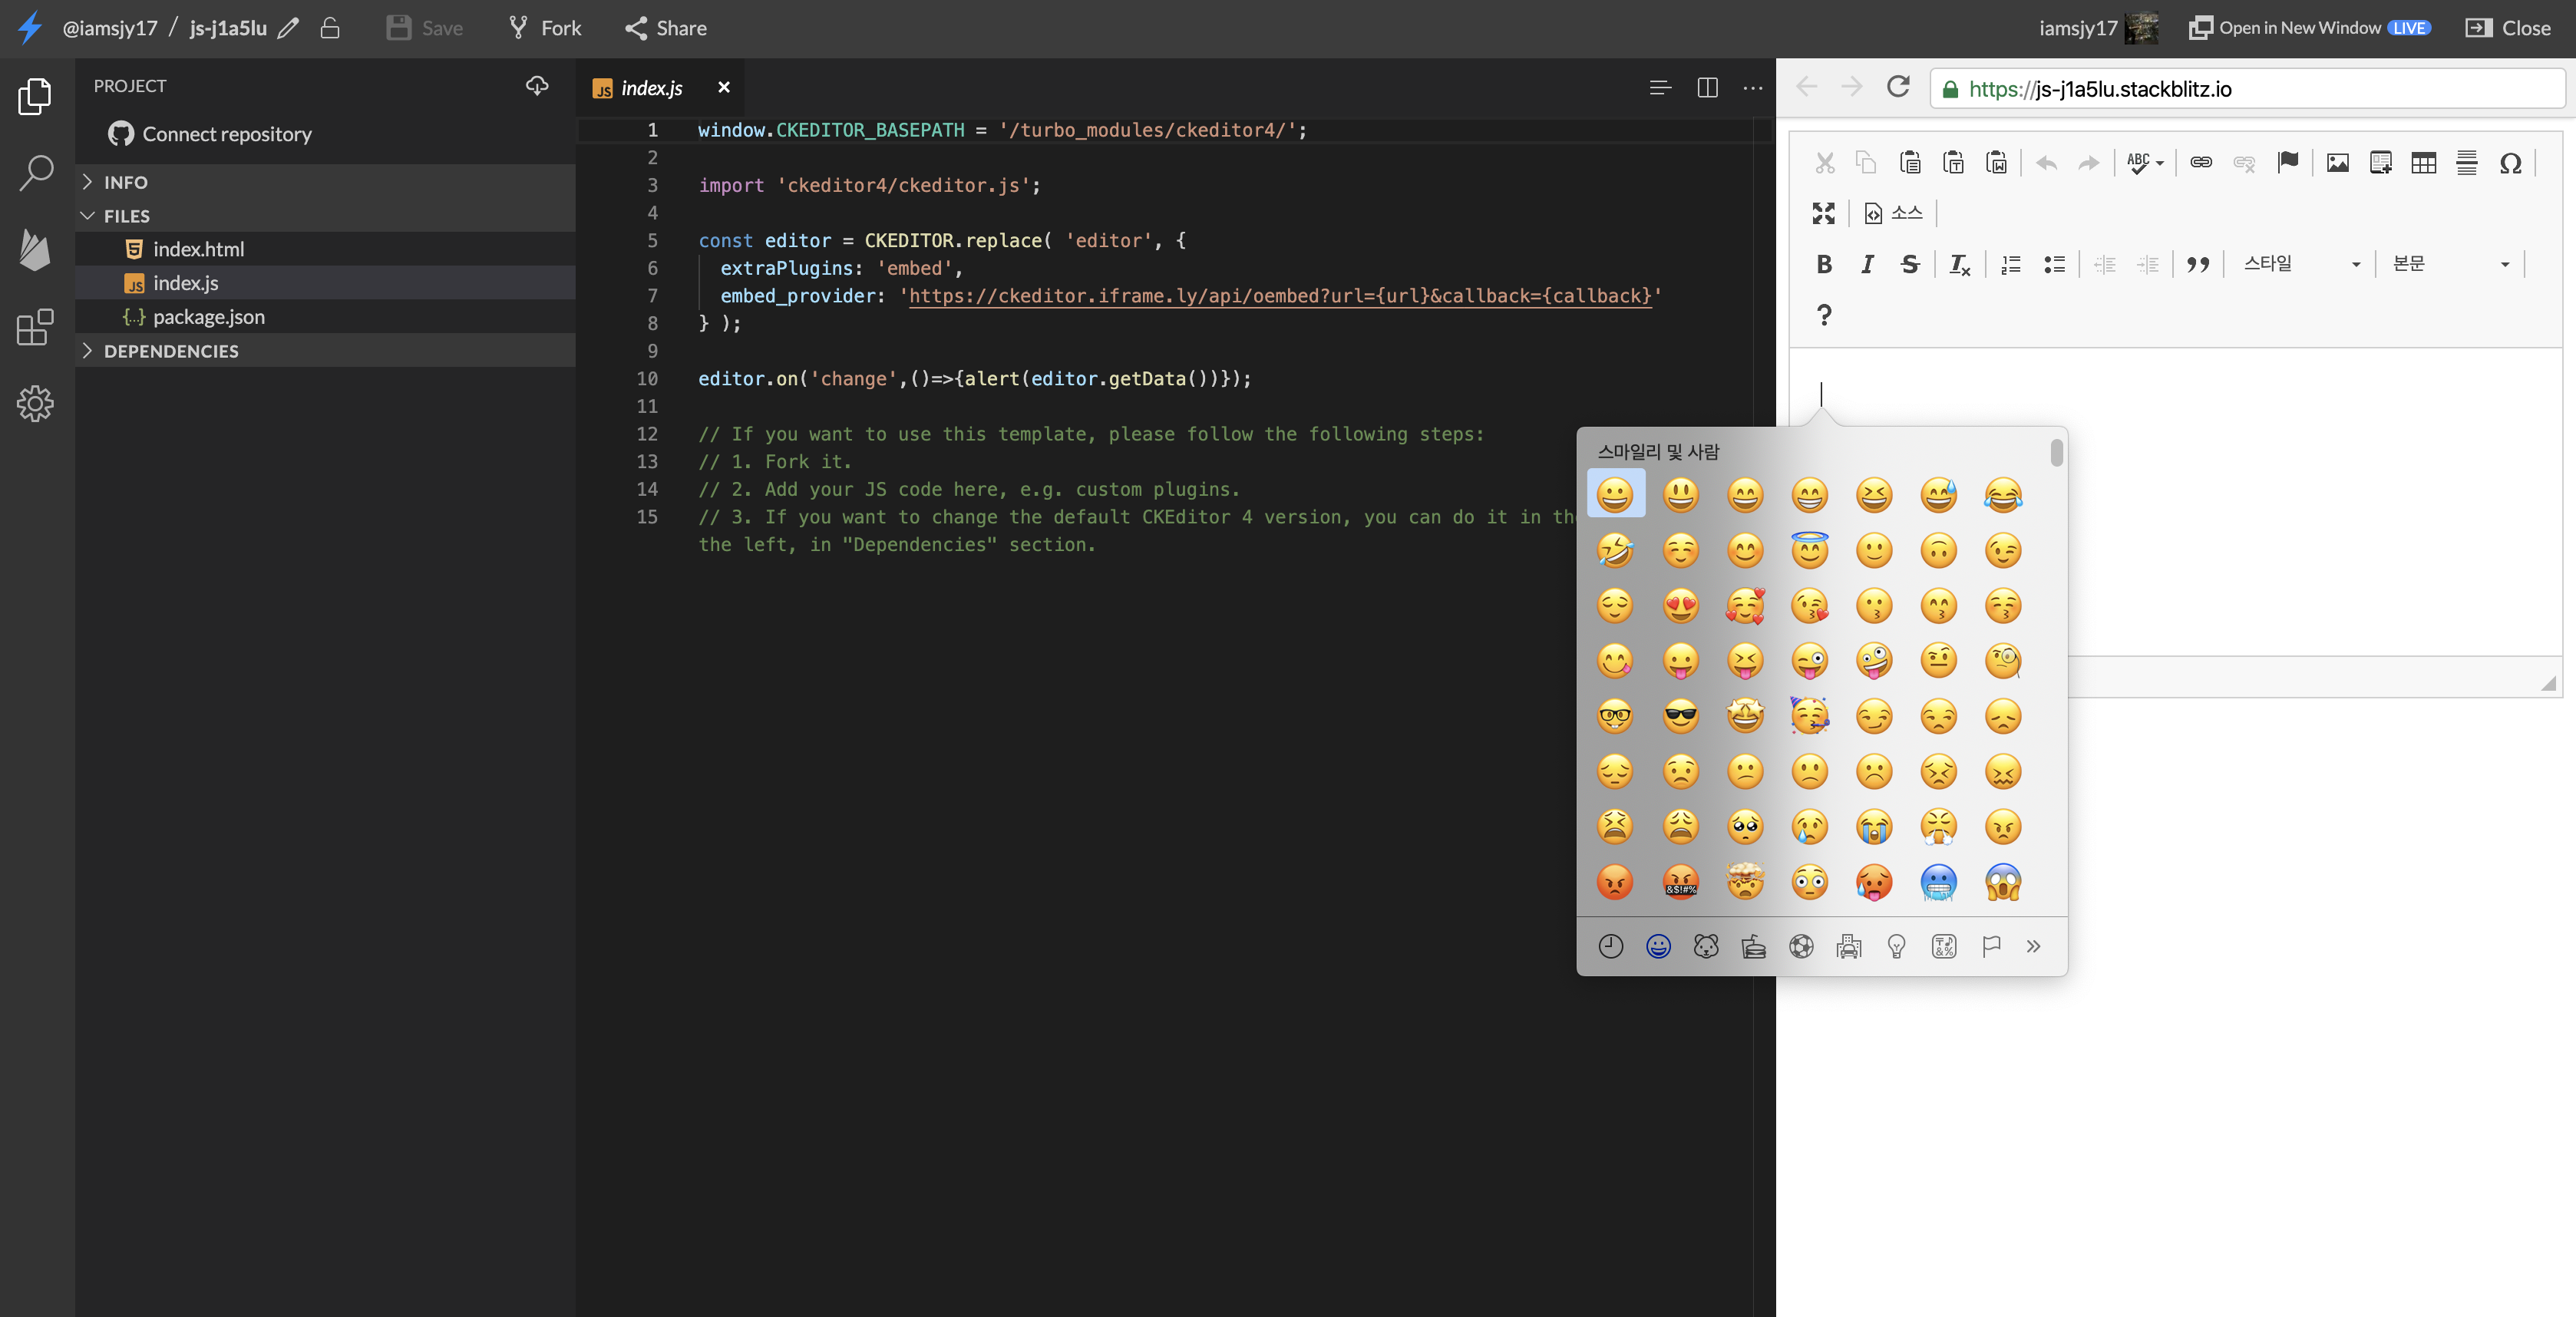 @iamsjy17 / js-j1a5lu Save Fork Share iamsjy17 Open in New Window LIVE Close
PROJECT
Connect repository
INFO
FILES
index.html
index.js
package.json
DEPENDENCIES
index.js
1 window.CKEDITOR_BASEPATH = '/turbo_modules/ckeditor4/';
2
3 import 'ckeditor4/ckeditor.js';
4
5 const editor = CKEDITOR.replace( 'editor', {
6 extraPlugins: 'embed',
7 embed_provider: 'https://ckeditor.iframe.ly/api/oembed?url={url}&callback={callback}'
8 } );
9
10 editor.on('change',()=>{alert(editor.getData())});
11
12 // If you want to use this template, please follow the following steps:
13 // 1. Fork it.
14 // 2. Add your JS code here, e.g. custom plugins.
15 // 3. If you want to change the default CKEditor 4 version, you can do it in
the left, in "Dependencies" section.
https://js-j1a5lu.stackblitz.io
ABC
소스
B I S Tx 스타일 본문
?
스마일리 및 사람
&$!#%